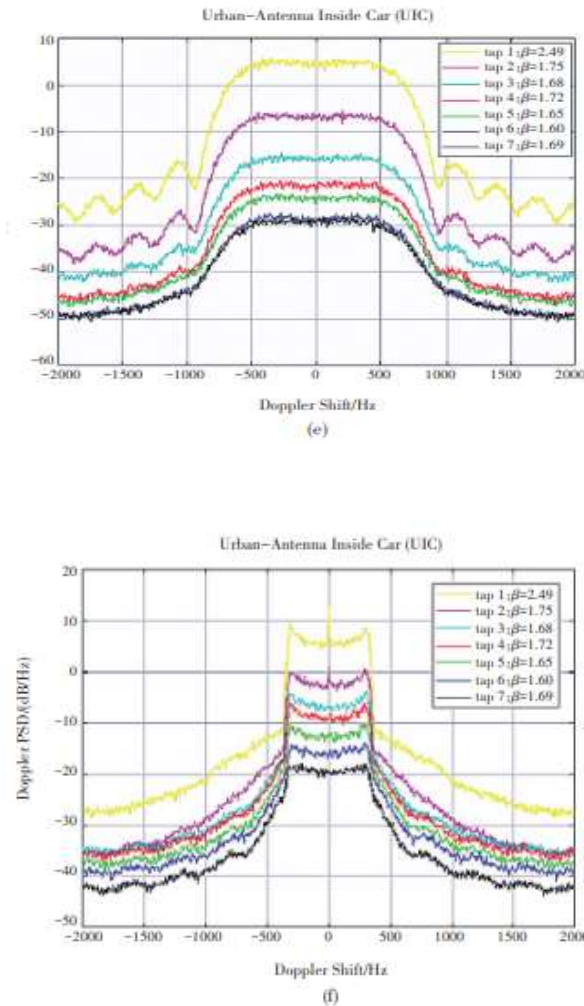 Urban-Antenna Inside Car (UIC)
10
0
-10
-20
-30
-40
-50
-60
tap 1;β=2.49
tap 2;β=1.75
tap 3;β=1.68
tap 4;β=1.72
tap 5;β=1.65
tap 6;β=1.60
tap 7;β=1.69
-2000 -1500 -1000 -500 0 500 1000 1500 2000
Doppler Shift/Hz
(e)
Urban-Antenna Inside Car (UIC)
Doppler PSD/(dB/Hz)
20
10
0
-10
-20
-30
-40
-50
tap 1;β=2.49
tap 2;β=1.75
tap 3;β=1.68
tap 4;β=1.72
tap 5;β=1.65
tap 6;β=1.60
tap 7;β=1.69
-2000 -1500 -1000 -500 0 500 1000 1500 2000
Doppler Shift/Hz
(f)